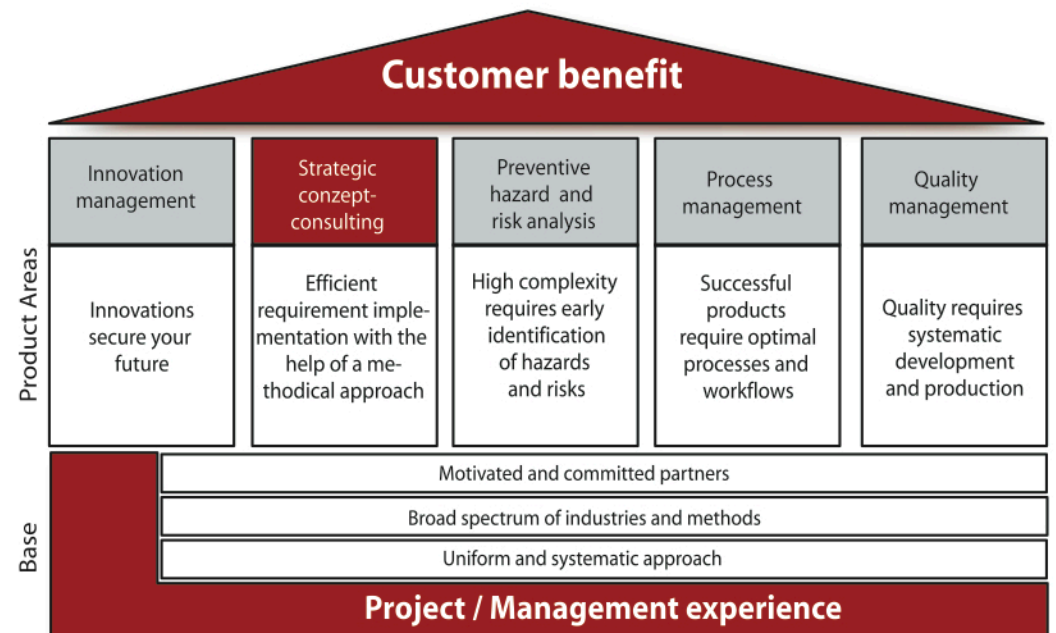 Customer benefit
Product Areas
Innovation
management
Innovations
secure your
future
Strategic
conzept-
consulting
Efficient
requirement imple-
mentation with the
help of a me-
thodical approach
Preventive
hazard and
risk analysis
High complexity
requires early
identification
of hazards
and risks
Process
management
Successful
products
require optimal
processes and
workflows
Quality
management
Quality requires
systematic
development
and production
Base
Motivated and committed partners
Broad spectrum of industries and methods
Uniform and systematic approach
Project / Management experience